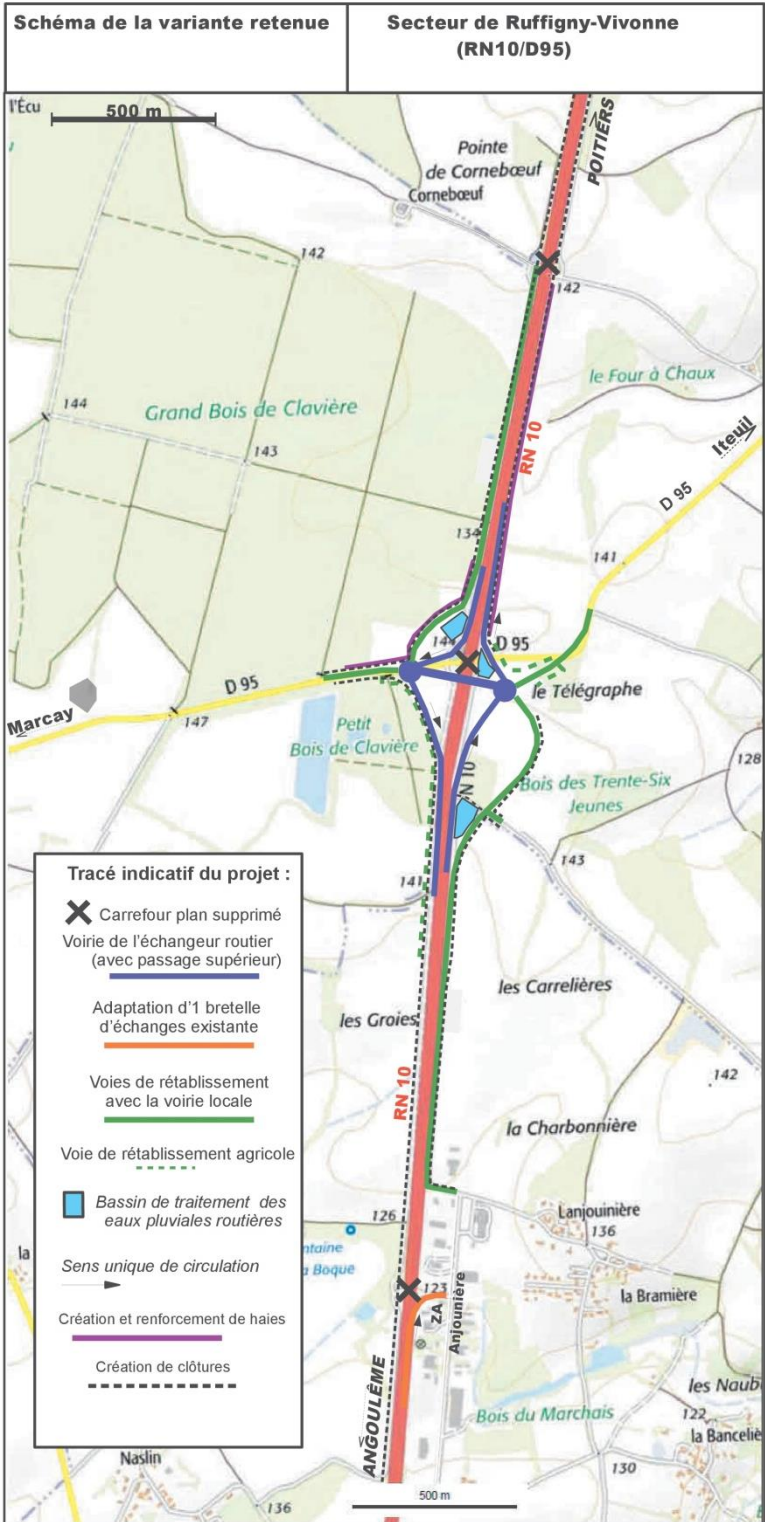 Schéma de la variante retenue
Secteur de Ruffigny-Vivonne
(RN10/D95)
l'Écu
500 m
POITIERS
Pointe
de Cornebœuf
Cornebœuf
142
142
le Four à Chaux
144
Grand Bois de Clavière
143
RN 10
Iteuil
D 95
134
141
144
D 95
D 95
le Télégraphe
Marcay
147
Petit
Bois de Clavière
N 10
128
Bois des Trente-Six
Jeunes
143
141
Tracé indicatif du projet :
Carrefour plan supprimé
Voirie de l'échangeur routier
(avec passage supérieur)
Adaptation d'1 bretelle
d'échanges existante
Voies de rétablissement
avec la voirie locale
Voie de rétablissement agricole
Bassin de traitement des
eaux pluviales routières
Sens unique de circulation
Création et renforcement de haies
Création de clôtures
les Carrelières
les Groies
RN 10
142
la Charbonnière
Lanjouinière
136
126
la
ntaine
a Boque
123
ZA
Anjounière
la Bramière
ANGOULÊME
les Naub
122
Bois du Marchais
la Banceliè
Naslin
130
136
500 m